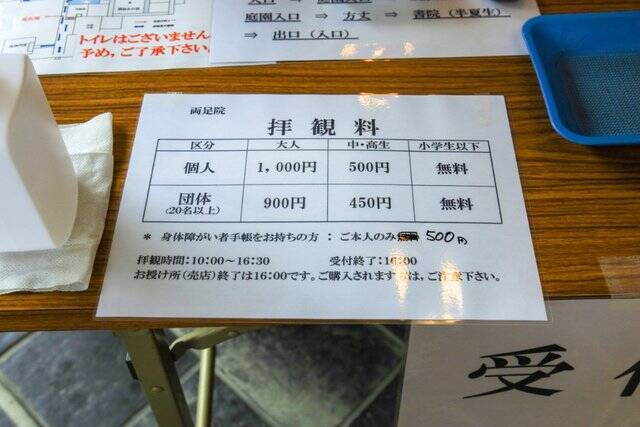 トイレはございません
予め、ご了承下さい。
庭園入口 ⇒ 方丈 ⇒ 書院(半夏生)
⇒ 出口(入口)
両足院
拝観料
区分 大人 中・高生 小学生以下
個人 1,000円 500円 無料
団体 900円 450円 無料
(20名以上)
* 身体障がい者手帳をお持ちの方 : ご本人のみ 500円
拝観時間:10:00~16:30 受付終了:16:00
お授け所(売店)終了は16:00です。ご購入されます は、ご注意下さい。
受